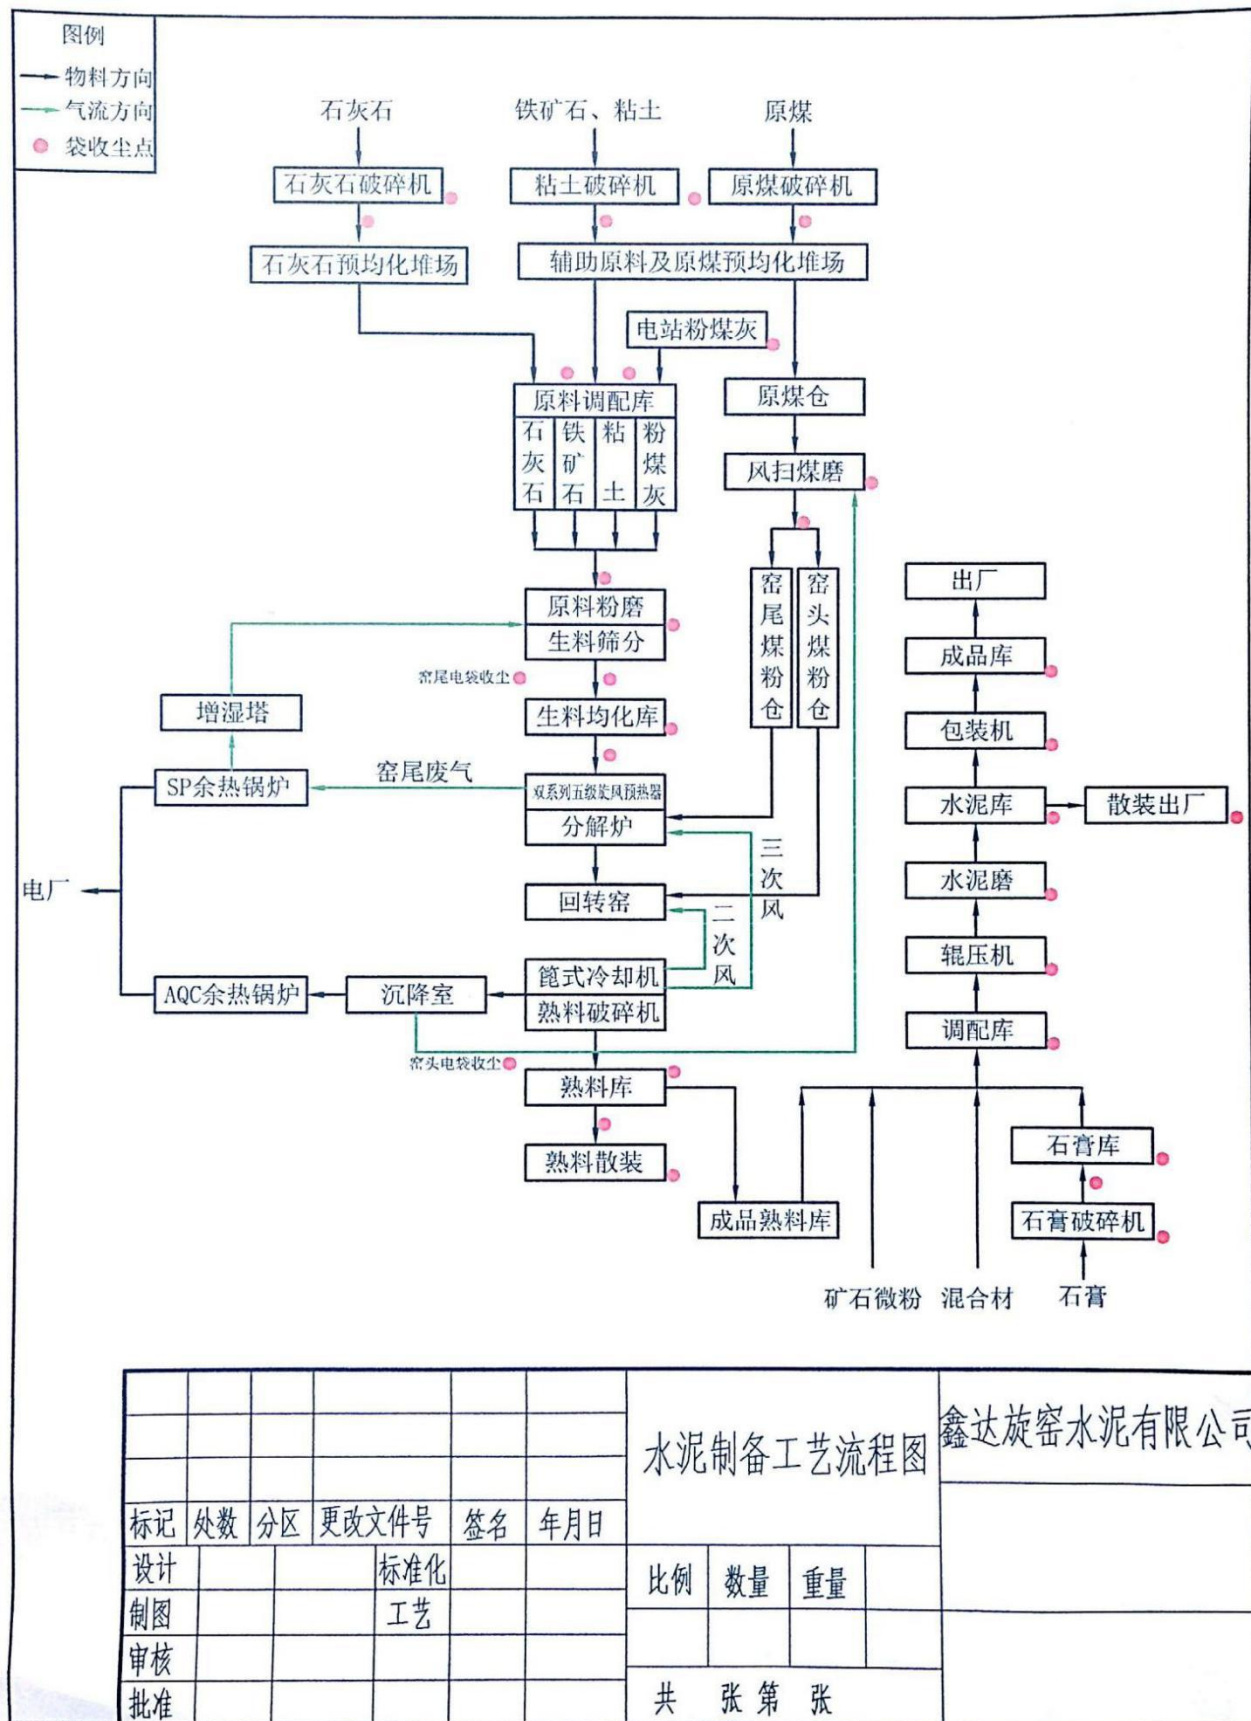 图例
物料方向
气流方向
袋收尘点
石灰石
铁矿石、粘土
原煤
石灰石破碎机
粘土破碎机
原煤破碎机
石灰石预均化堆场
辅助原料及原煤预均化堆场
电站粉煤灰
原料调配库
石灰石
铁矿石
粘土
粉煤灰
原煤仓
风扫煤磨
窑尾煤粉仓
窑头煤粉仓
原料粉磨
生料筛分
窑尾电袋收尘
生料均化库
增湿塔
SP余热锅炉
窑尾废气
双系列五级旋风预热器
分解炉
三次风
回转窑
二次风
电厂
篦式冷却机
熟料破碎机
沉降室
AQC余热锅炉
窑头电袋收尘
熟料库
熟料散装
成品熟料库
出厂
成品库
包装机
水泥库
散装出厂
水泥磨
辊压机
调配库
石膏库
石膏破碎机
矿石微粉
混合材
石膏
标记 处数 分区 更改文件号 签名 年月日
设计 标准化
制图 工艺
审核
批准
水泥制备工艺流程图
比例 数量 重量
共 张 第 张
鑫达旋窑水泥有限公司